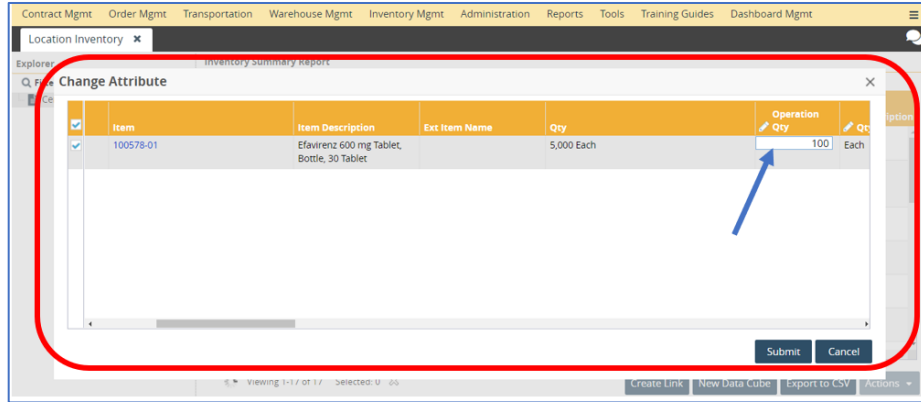 Contract Mgmt Order Mgmt Transportation Warehouse Mgmt Inventory Mgmt Administration Reports Tools Training Guides Dashboard Mgmt
Location Inventory
Explorer
Inventory Summary Report
Change Attribute
Operation
Item Item Description Ext Item Name Qty Qty
100578-01 Efavirenz 600 mg Tablet, 5,000 Each 100 Each
Bottle, 30 Tablet
Submit Cancel
Viewing 1-17 of 17 Selected: 0
Create Link New Data Cube Export to CSV Actions